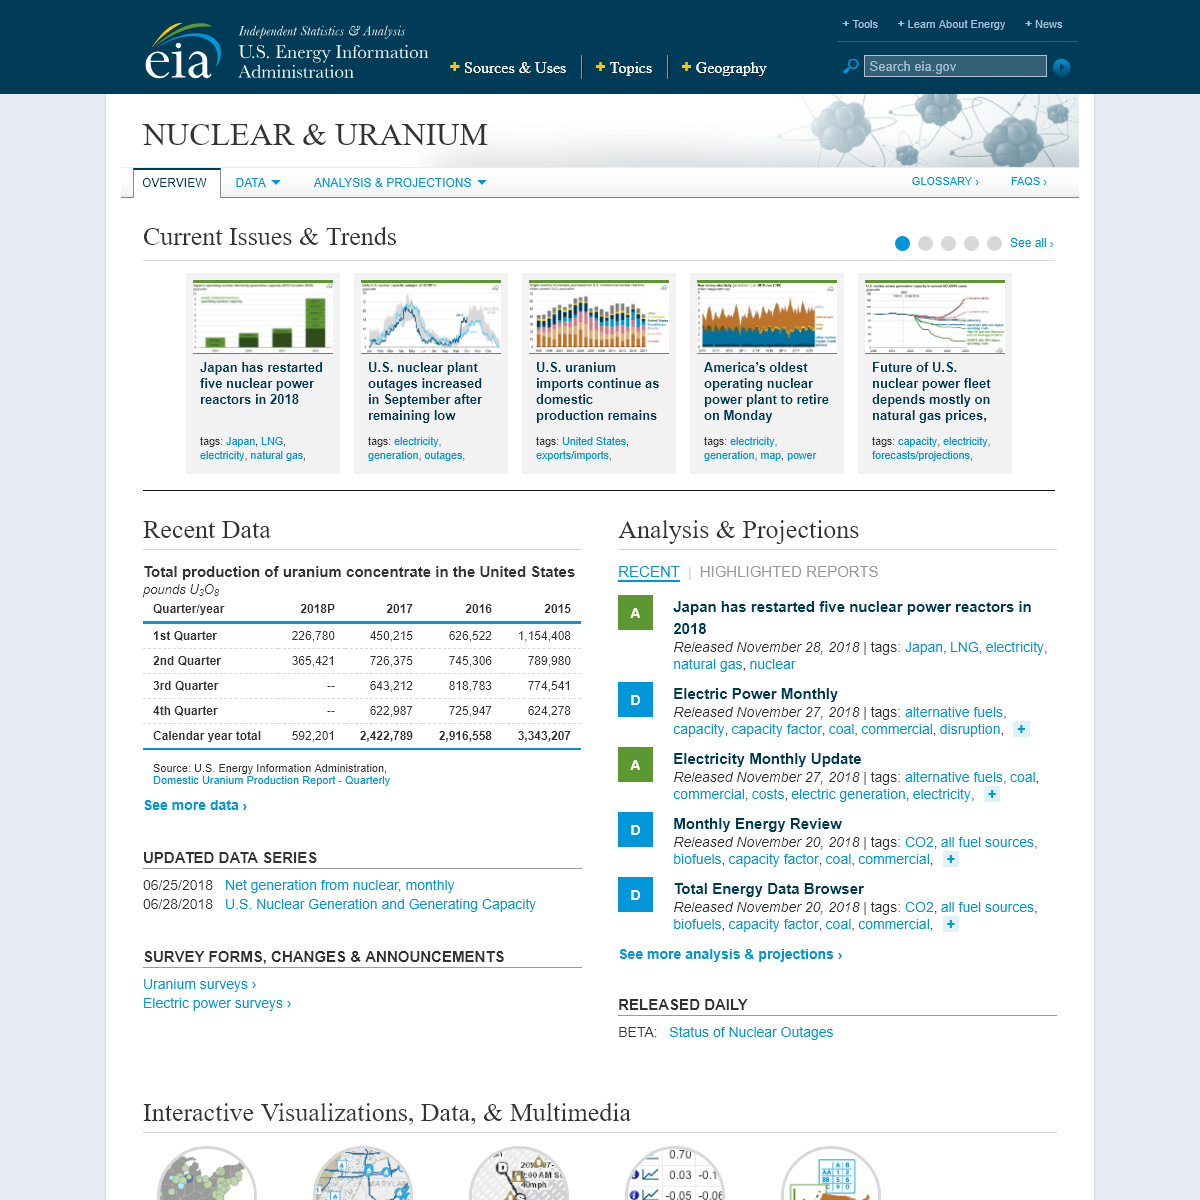 + Tools + Learn About Energy + News
Independent Statistics & Analysis
eia
U.S. Energy Information
Administration
+ Sources & Uses + Topics + Geography
Search eia.gov
NUCLEAR & URANIUM
OVERVIEW DATA ANALYSIS & PROJECTIONS GLOSSARY › FAQS ›
Current Issues & Trends
See all ›
Japan has restarted
five nuclear power
reactors in 2018
tags: Japan, LNG,
electricity, natural gas,
U.S. nuclear plant
outages increased
in September after
remaining low
tags: electricity,
generation, outages,
U.S. uranium
imports continue as
domestic
production remains
tags: United States,
exports/imports,
America's oldest
operating nuclear
power plant to retire
on Monday
tags: electricity,
generation, map, power
Future of U.S.
nuclear power fleet
depends mostly on
natural gas prices,
tags: capacity, electricity,
forecasts/projections,
Recent Data
Total production of uranium concentrate in the United States
pounds U3O8
Quarter/year 2018P 2017 2016 2015
1st Quarter 226,780 450,215 626,522 1,154,408
2nd Quarter 365,421 726,375 745,306 789,980
3rd Quarter -- 643,212 818,783 774,541
4th Quarter -- 622,987 725,947 624,278
Calendar year total 592,201 2,422,789 2,916,558 3,343,207
Source: U.S. Energy Information Administration,
Domestic Uranium Production Report - Quarterly
See more data ›
UPDATED DATA SERIES
06/25/2018 Net generation from nuclear, monthly
06/28/2018 U.S. Nuclear Generation and Generating Capacity
SURVEY FORMS, CHANGES & ANNOUNCEMENTS
Uranium surveys ›
Electric power surveys ›
Analysis & Projections
RECENT | HIGHLIGHTED REPORTS
A
Japan has restarted five nuclear power reactors in
2018
Released November 28, 2018 | tags: Japan, LNG, electricity,
natural gas, nuclear
D
Electric Power Monthly
Released November 27, 2018 | tags: alternative fuels,
capacity, capacity factor, coal, commercial, disruption, +
A
Electricity Monthly Update
Released November 27, 2018 | tags: alternative fuels, coal,
commercial, costs, electric generation, electricity, +
D
Monthly Energy Review
Released November 20, 2018 | tags: CO2, all fuel sources,
biofuels, capacity factor, coal, commercial, +
D
Total Energy Data Browser
Released November 20, 2018 | tags: CO2, all fuel sources,
biofuels, capacity factor, coal, commercial, +
See more analysis & projections ›
RELEASED DAILY
BETA: Status of Nuclear Outages
Interactive Visualizations, Data, & Multimedia
MARYLAND
40mph
0.70
0.03 -0.1
-0.05 -0.06
A B